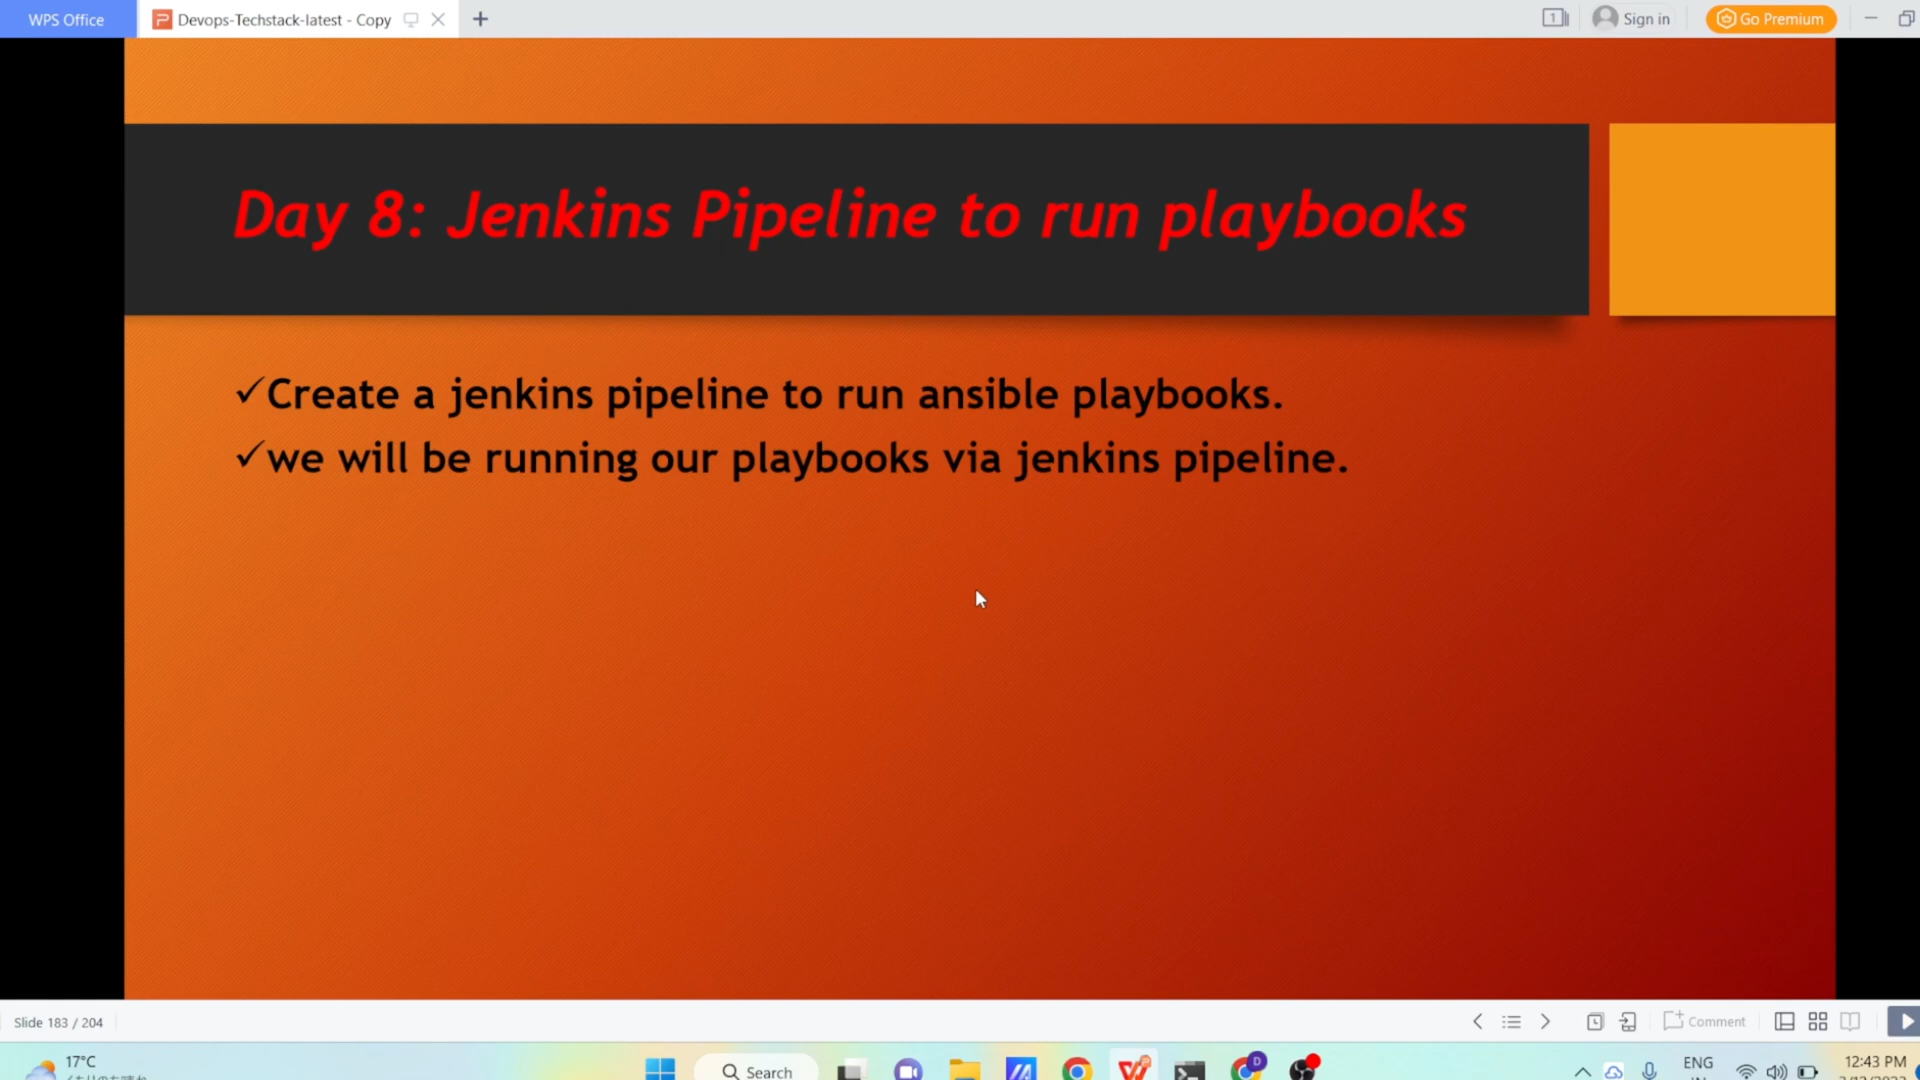 WPS Office
Devops-Techstack-latest - Copy
Sign in
Go Premium
Day 8: Jenkins Pipeline to run playbooks
✓Create a jenkins pipeline to run ansible playbooks.
✓we will be running our playbooks via jenkins pipeline.
Slide 183 / 204
Comment
17°C
Search
ENG
12:43 PM